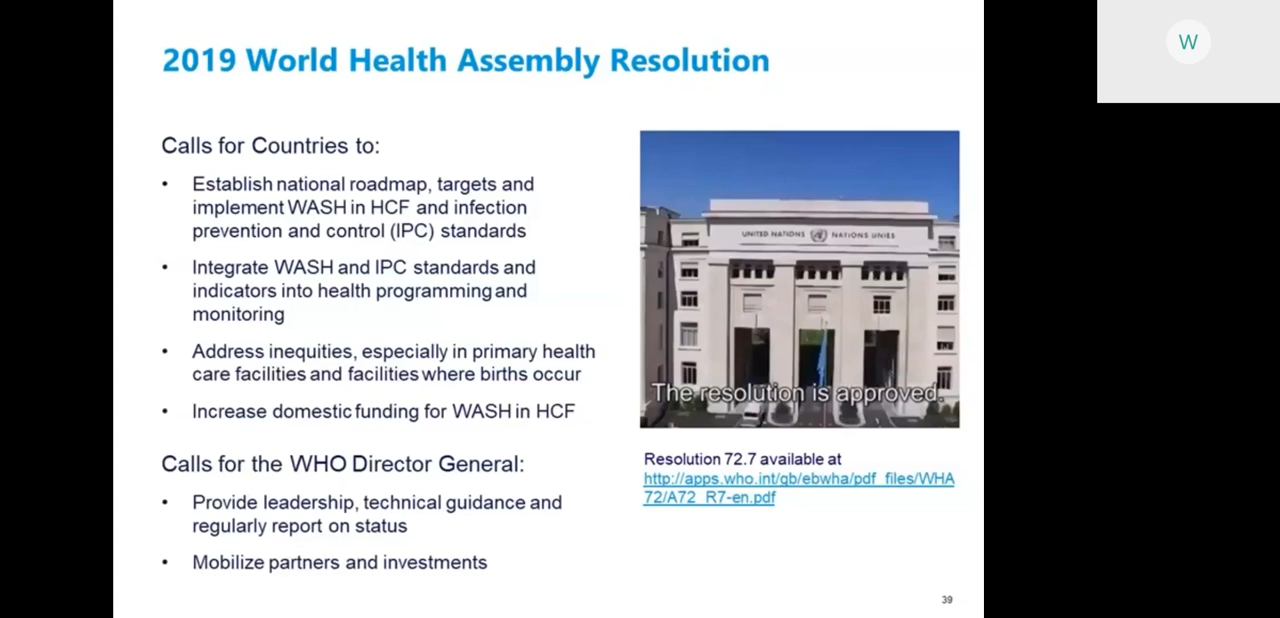 2019 World Health Assembly Resolution
Calls for Countries to:
• Establish national roadmap, targets and
implement WASH in HCF and infection
prevention and control (IPC) standards
• Integrate WASH and IPC standards and
indicators into health programming and
monitoring
• Address inequities, especially in primary health
care facilities and facilities where births occur
• Increase domestic funding for WASH in HCF
Calls for the WHO Director General:
• Provide leadership, technical guidance and
regularly report on status
• Mobilize partners and investments
UNITED NATIONS NATIONS UNIES
The resolution is approved.
Resolution 72.7 available at
http://apps.who.int/gb/ebwha/pdf_files/WHA
72/A72_R7-en.pdf
39
W